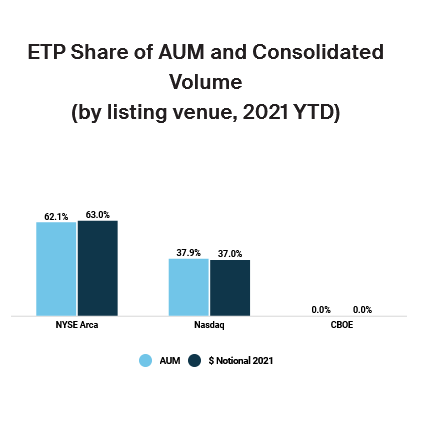 ETP Share of AUM and Consolidated
Volume
(by listing venue, 2021 YTD)
62.1% 63.0%
37.9% 37.0%
0.0% 0.0%
NYSE Arca Nasdaq CBOE
AUM $ Notional 2021